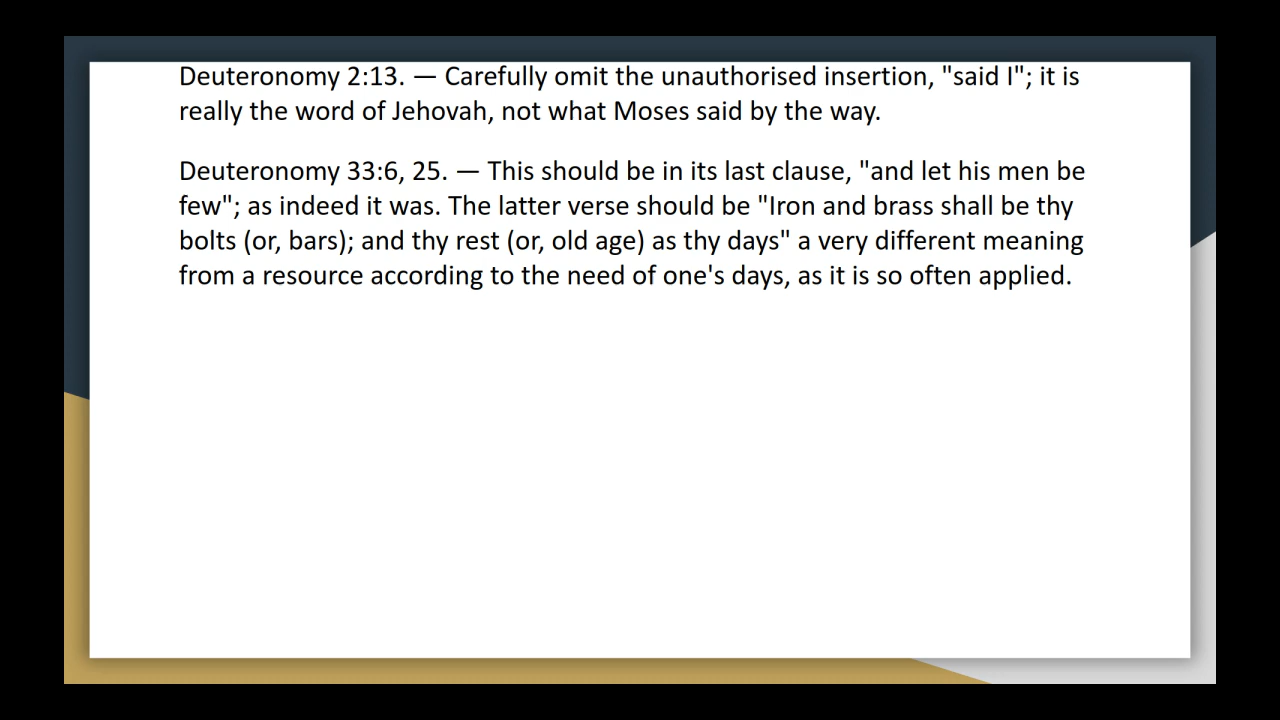 Deuteronomy 2:13. — Carefully omit the unauthorised insertion, "said I"; it is
really the word of Jehovah, not what Moses said by the way.
Deuteronomy 33:6, 25. — This should be in its last clause, "and let his men be
few"; as indeed it was. The latter verse should be "Iron and brass shall be thy
bolts (or, bars); and thy rest (or, old age) as thy days" a very different meaning
from a resource according to the need of one's days, as it is so often applied.